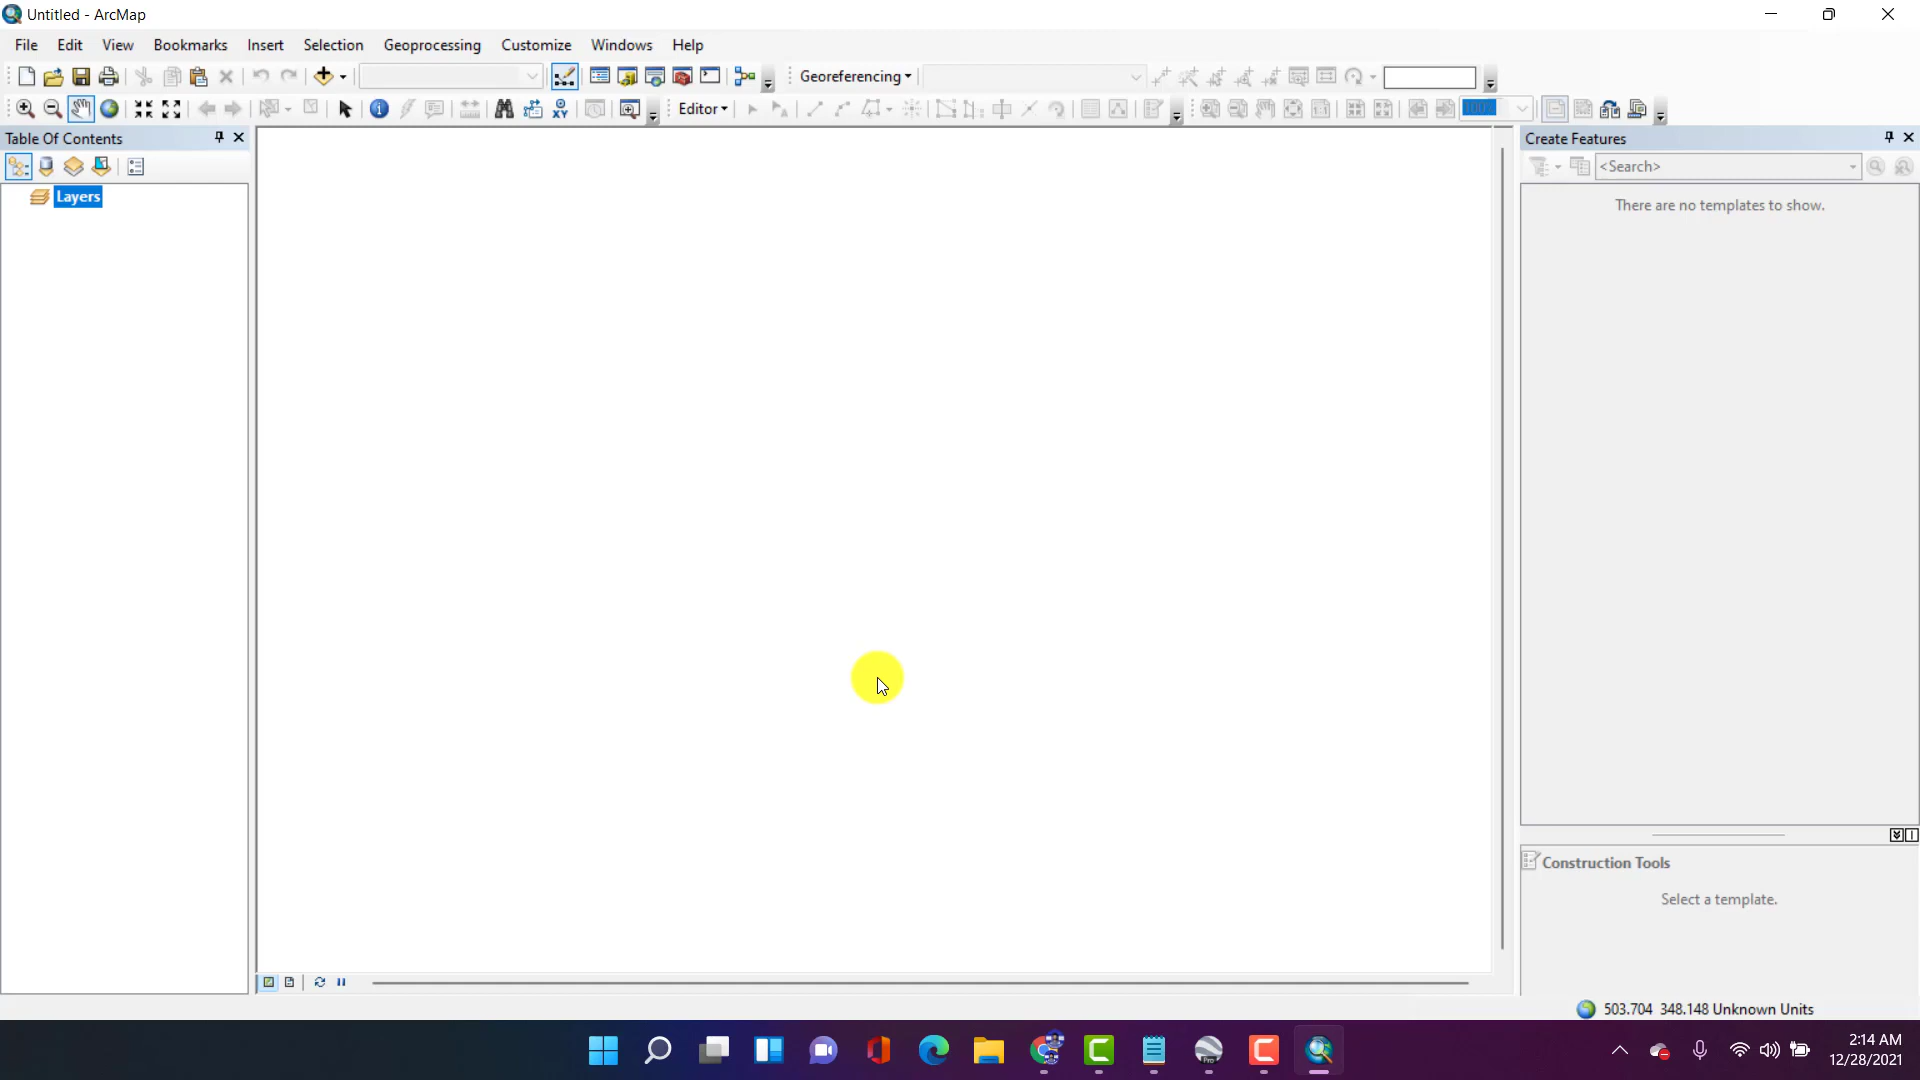 Untitled - ArcMap
File Edit View Bookmarks Insert Selection Geoprocessing Customize Windows Help
Georeferencing
Editor
Table Of Contents
Create Features
<Search>
Layers
There are no templates to show.
Construction Tools
Select a template.
503.704 348.148 Unknown Units
2:14 AM
12/28/2021